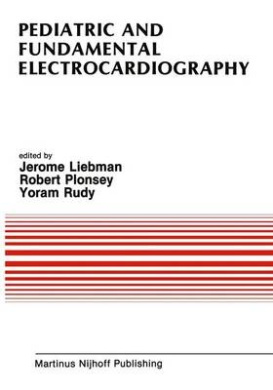 PEDIATRIC AND
FUNDAMENTAL
ELECTROCARDIOGRAPHY
edited by
Jerome Liebman
Robert Plonsey
Yoram Rudy
Martinus Nijhoff Publishing